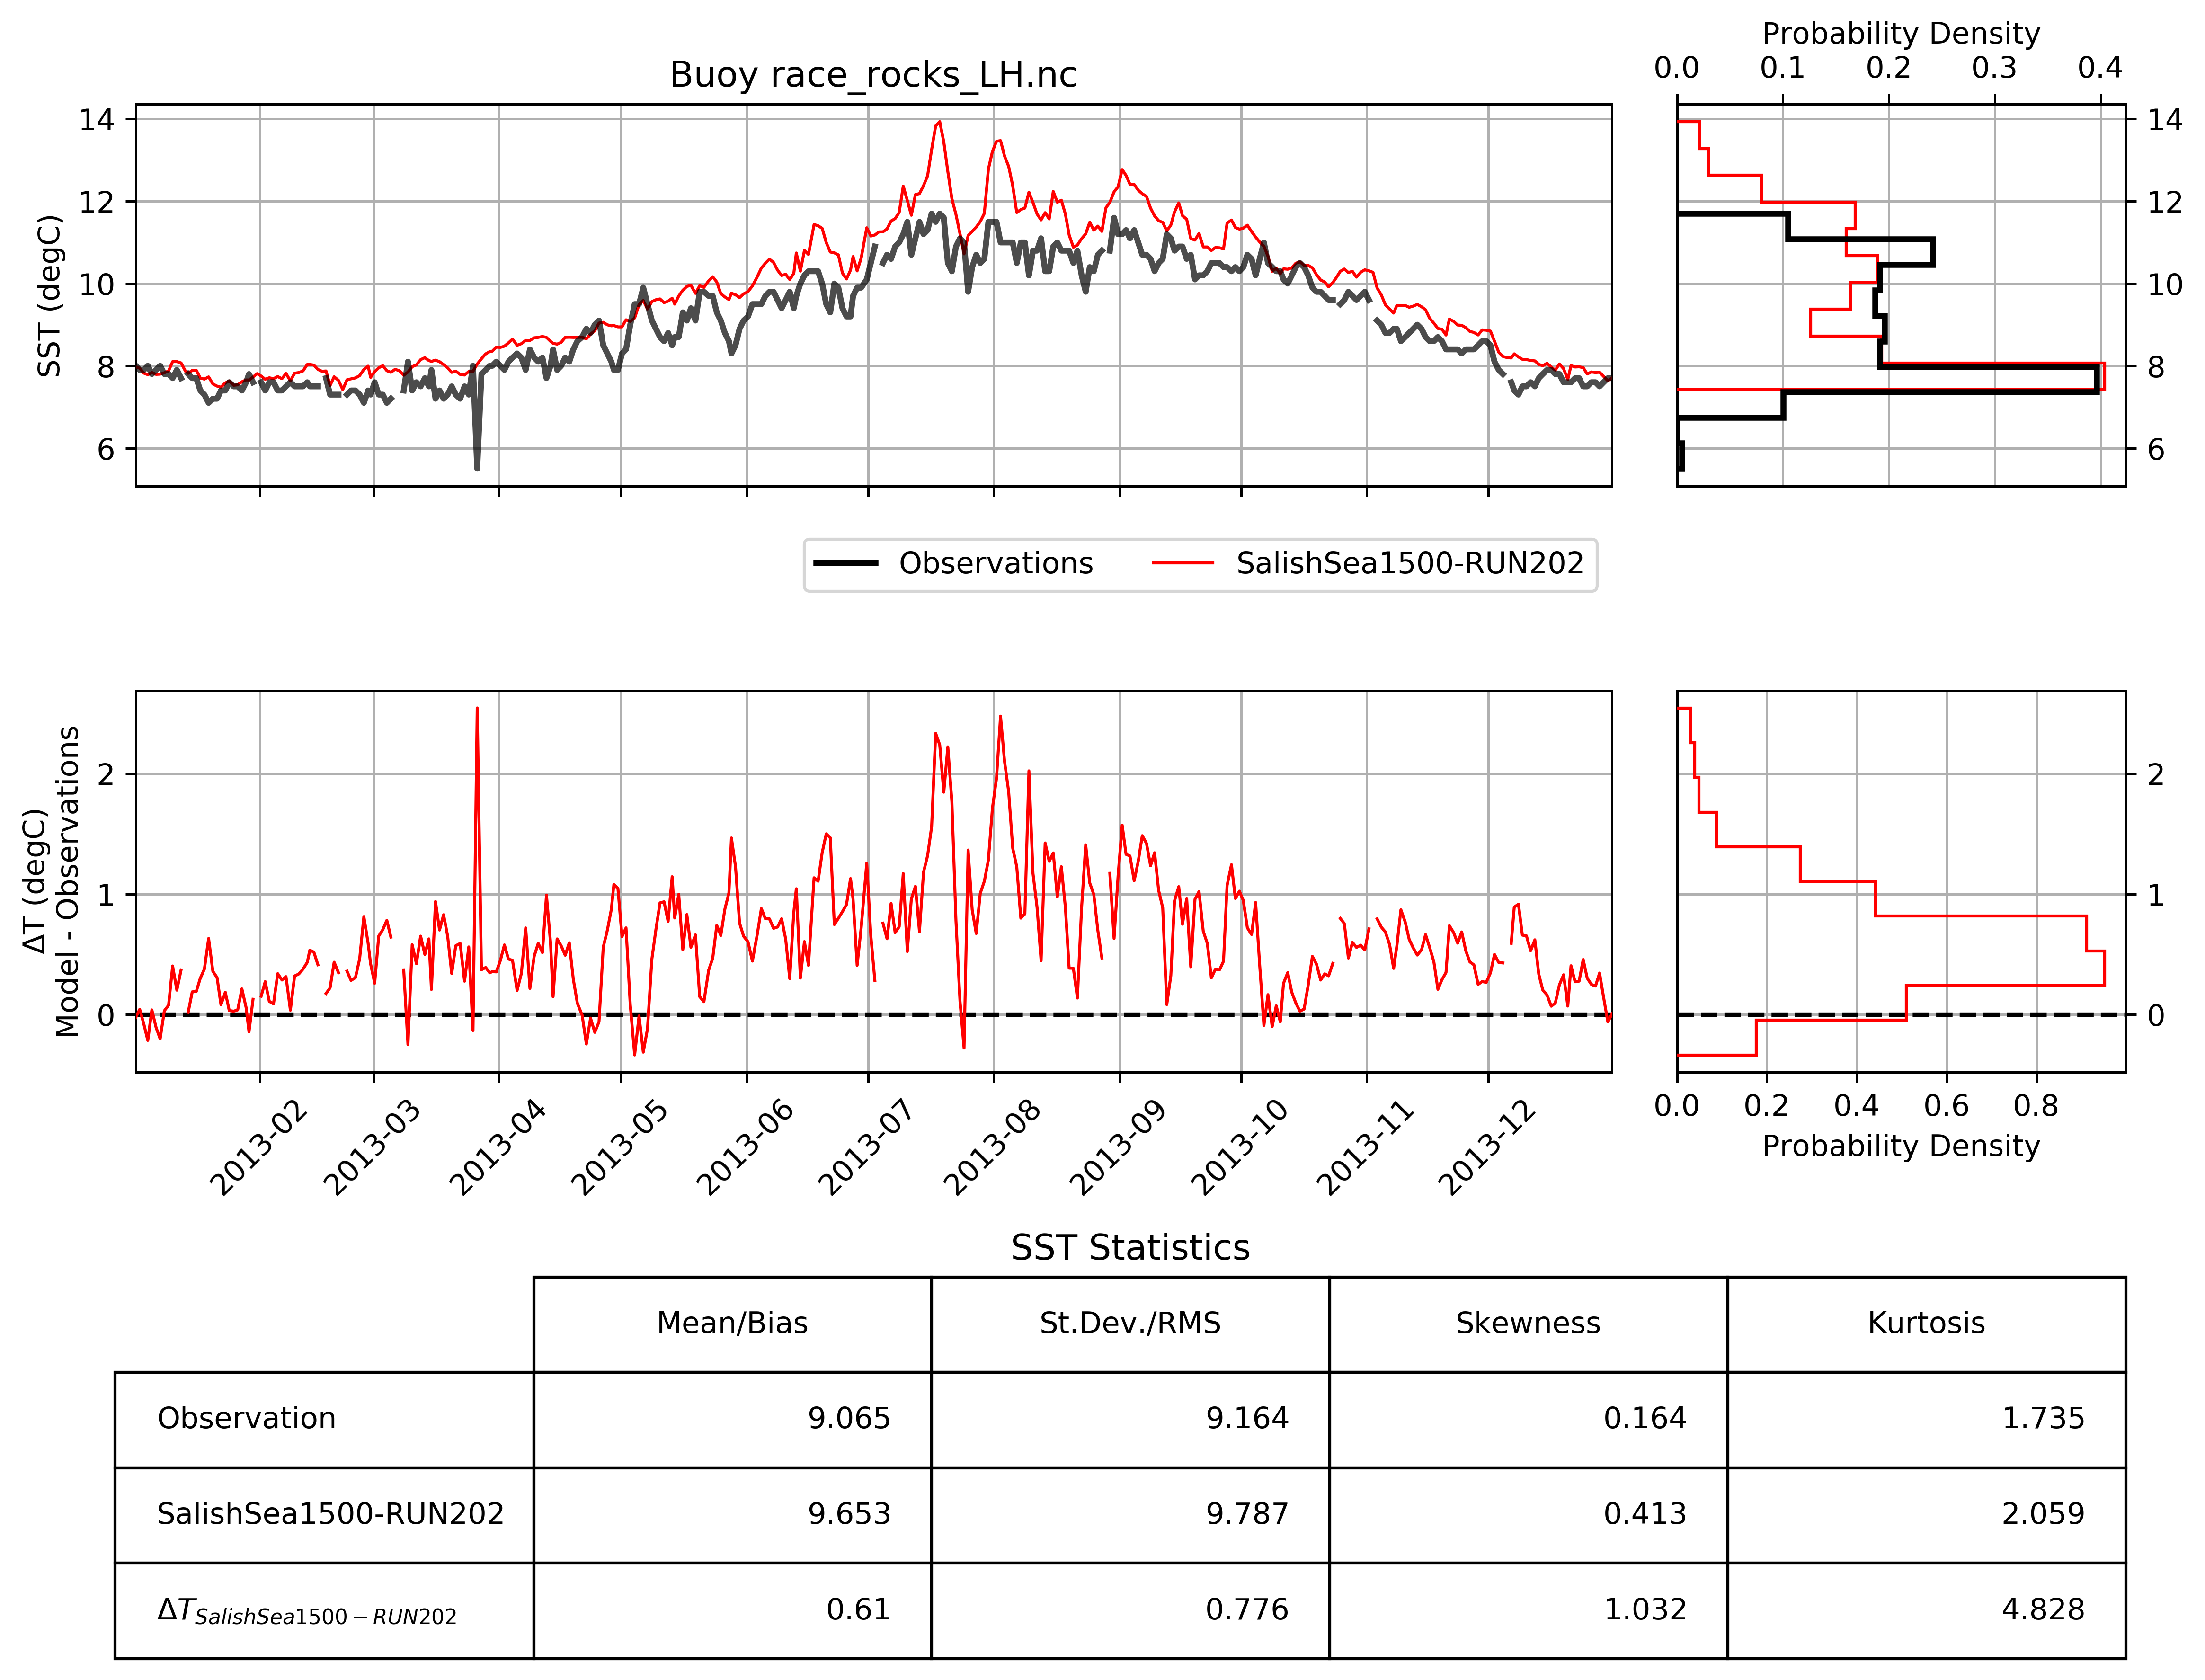 Probability Density
0.0 0.1 0.2 0.3 0.4
Buoy race_rocks_LH.nc
14
12
10
8
6
SST (degC)
14
12
10
8
6
Observations SalishSea1500-RUN202
2
1
0
ΔT (degC)
Model - Observations
2
1
0
2013-02 2013-03 2013-04 2013-05 2013-06 2013-07 2013-08 2013-09 2013-10 2013-11 2013-12
0.0 0.2 0.4 0.6 0.8
Probability Density
SST Statistics
Mean/Bias St.Dev./RMS Skewness Kurtosis
Observation 9.065 9.164 0.164 1.735
SalishSea1500-RUN202 9.653 9.787 0.413 2.059
ΔT SalishSea1500−RUN202 0.61 0.776 1.032 4.828